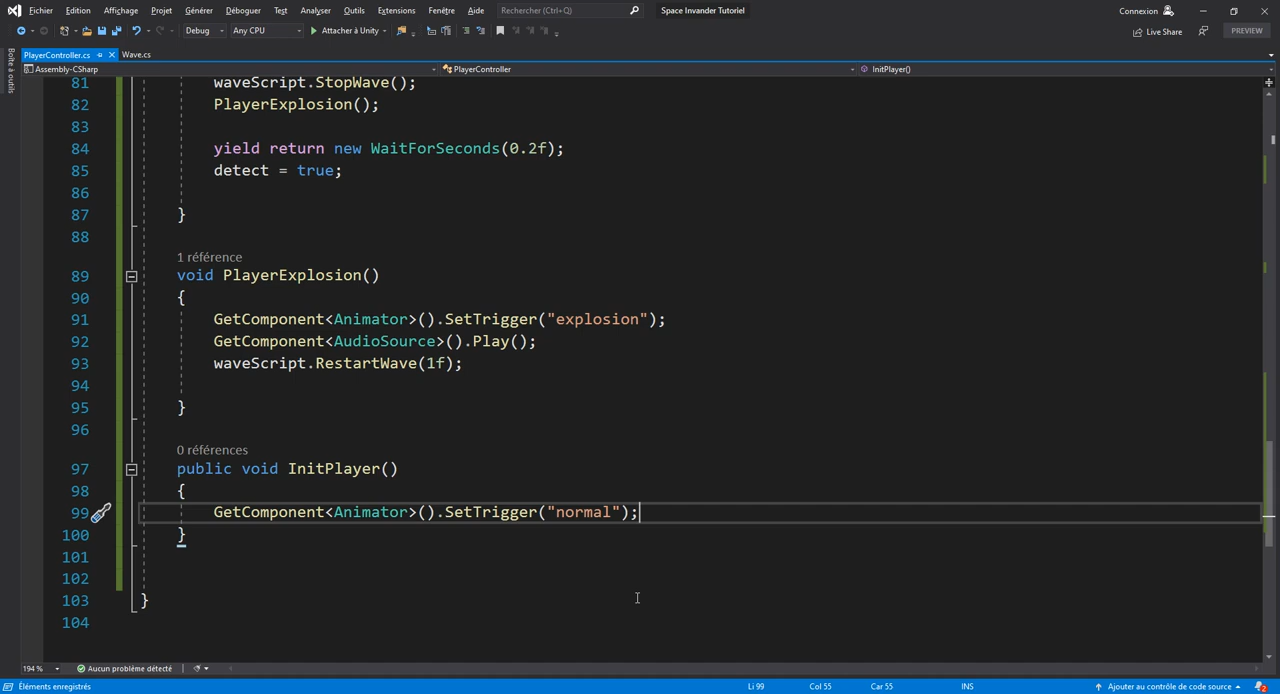 Fichier Edition Affichage Projet Générer Déboguer Test Analyser Outils Extensions Fenêtre Aide Rechercher (Ctrl+Q) Space Invander Tutoriel Connexion
Debug Any CPU Attacher à Unity Live Share PREVIEW
Boîte à outils
PlayerController.cs Wave.cs
Assembly-CSharp PlayerController InitPlayer()
81 waveScript.StopWave();
82 PlayerExplosion();
83
84 yield return new WaitForSeconds(0.2f);
85 detect = true;
86
87 }
88
1 référence
89 void PlayerExplosion()
90 {
91 GetComponent<Animator>().SetTrigger("explosion");
92 GetComponent<AudioSource>().Play();
93 waveScript.RestartWave(1f);
94
95 }
96
0 références
97 public void InitPlayer()
98 {
99 GetComponent<Animator>().SetTrigger("normal");
100 }
101
102
103 }
104
194 % Aucun problème détecté
Éléments enregistrés Li 99 Col 55 Car 55 INS Ajouter au contrôle de code source 2